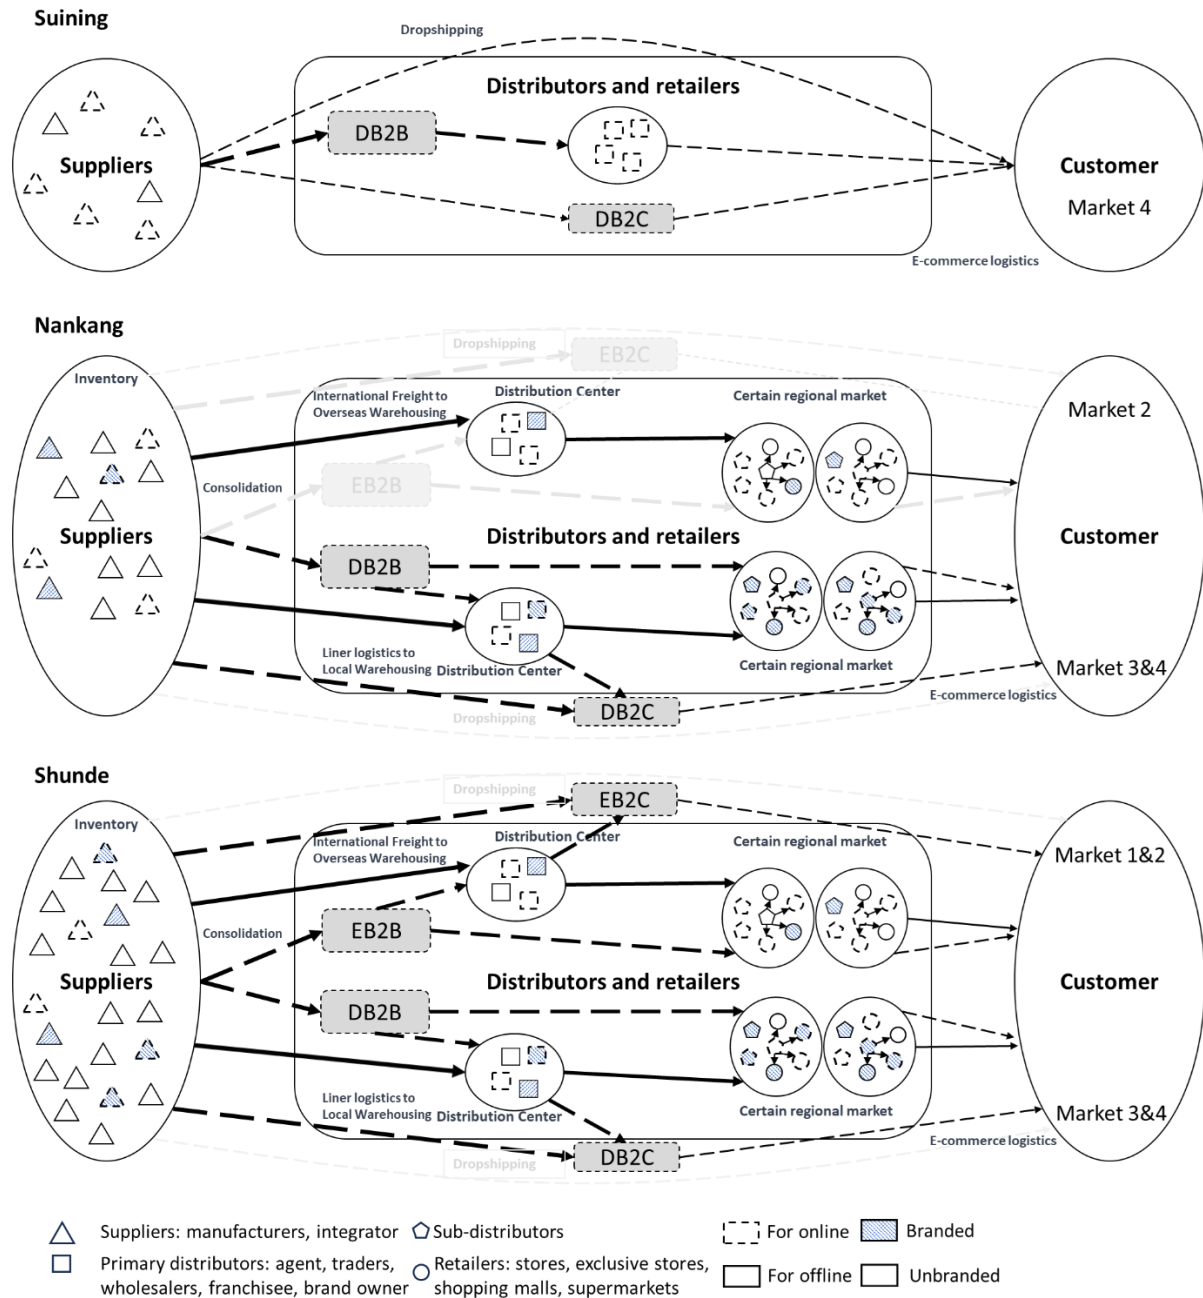 Suining
Dropshipping
Distributors and retailers
DB2B
Suppliers
Customer
Market 4
DB2C
E-commerce logistics
Nankang
Dropshipping
EB2C
Inventory
International Freight to
Overseas Warehousing
Distribution Center
Certain regional market
Market 2
Consolidation
EB2B
Suppliers
Distributors and retailers
Customer
DB2B
Liner logistics to
Local Warehousing
Distribution Center
Certain regional market
Market 3&4
E-commerce logistics
DB2C
Dropshipping
Shunde
Dropshipping
EB2C
Inventory
International Freight to
Overseas Warehousing
Distribution Center
Certain regional market
Market 1&2
Consolidation
EB2B
Suppliers
Distributors and retailers
Customer
DB2B
Liner logistics to
Local Warehousing
Distribution Center
Certain regional market
Market 3&4
E-commerce logistics
DB2C
Dropshipping
Suppliers: manufacturers, integrator
Sub-distributors
For online
Branded
Primary distributors: agent, traders,
wholesalers, franchisee, brand owner
Retailers: stores, exclusive stores,
shopping malls, supermarkets
For offline
Unbranded